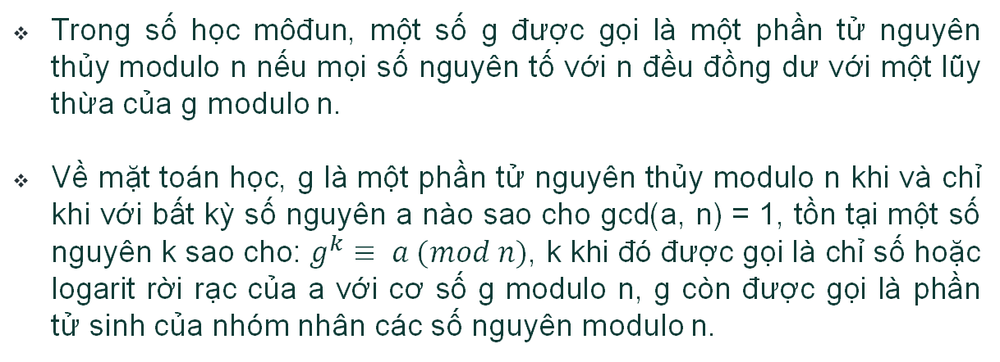 ❖ Trong số học môđun, một số g được gọi là một phần tử nguyên
thủy modulo n nếu mọi số nguyên tố với n đều đồng dư với một lũy
thừa của g modulo n.
❖ Về mặt toán học, g là một phần tử nguyên thủy modulo n khi và chỉ
khi với bất kỳ số nguyên a nào sao cho gcd(a, n) = 1, tồn tại một số
nguyên k sao cho: 𝑔ᵏ ≡ 𝑎 (𝑚𝑜𝑑 𝑛), k khi đó được gọi là chỉ số hoặc
logarit rời rạc của a với cơ số g modulo n, g còn được gọi là phần
tử sinh của nhóm nhân các số nguyên modulo n.